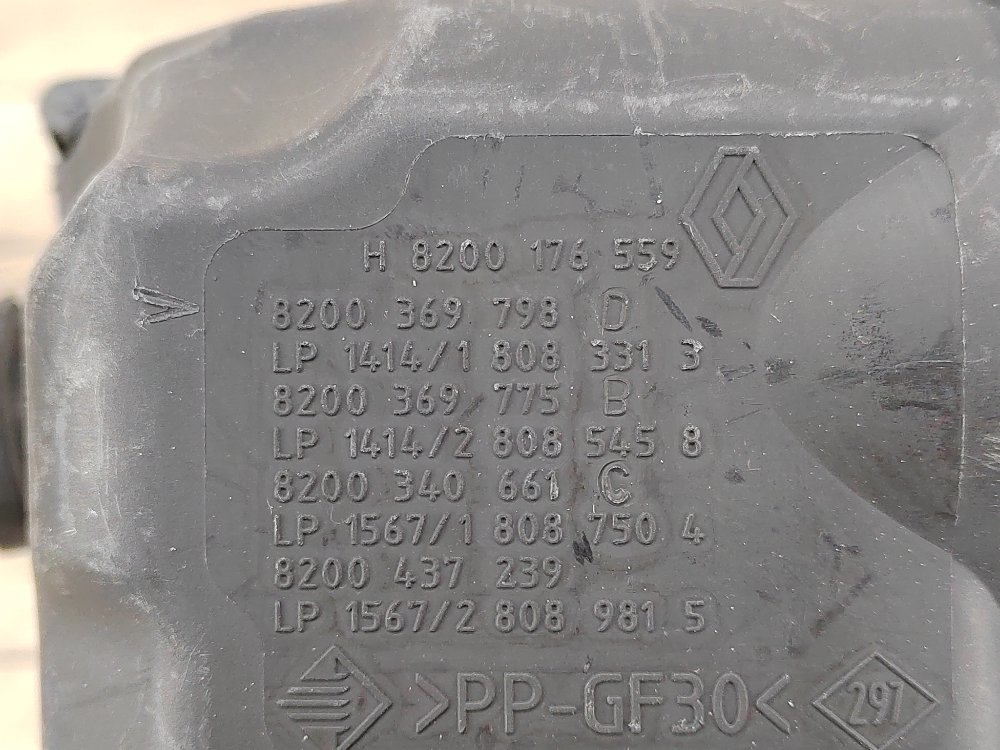 H 8200 176 559
8200 369 798 D
LP 1414/1 808 331 3
8200 369 775 B
LP 1414/2 808 545 8
8200 340 661 C
LP 1567/1 808 750 4
8200 437 239
LP 1567/2 808 981 5
>PP-GF30< 297